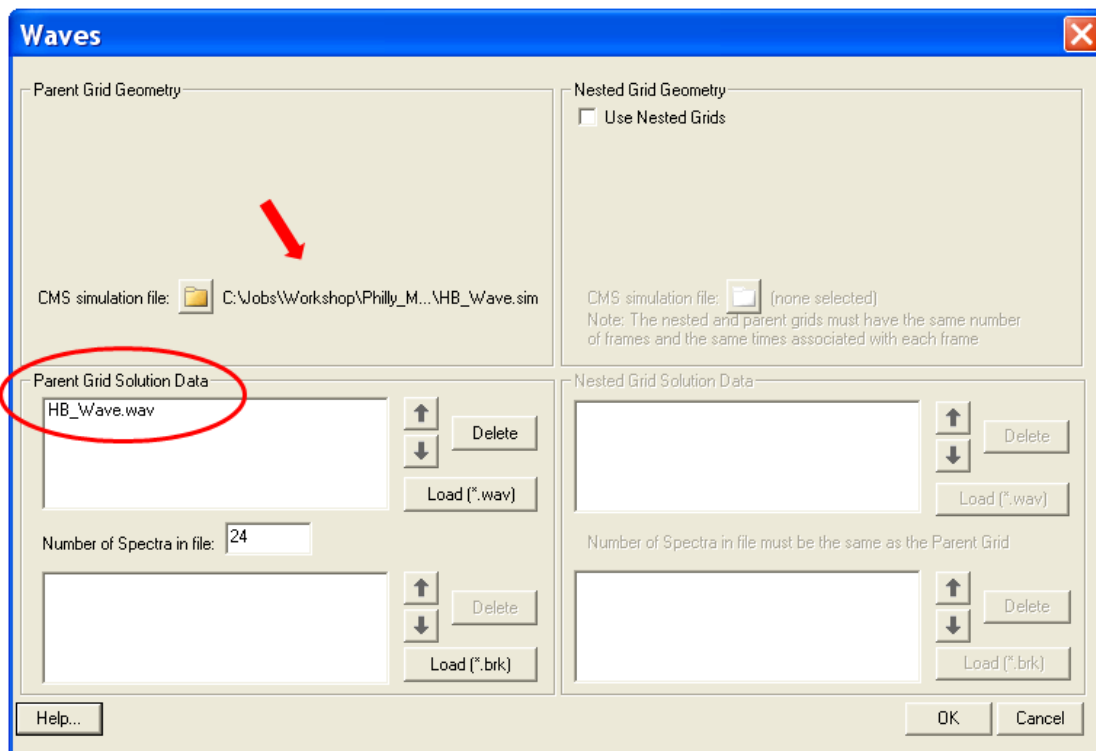 Waves
Parent Grid Geometry
CMS simulation file:
C:\Jobs\Workshop\Philly_M...\HB_Wave.sim
Nested Grid Geometry
Use Nested Grids
CMS simulation file:
(none selected)
Note: The nested and parent grids must have the same number
of frames and the same times associated with each frame
Parent Grid Solution Data
HB_Wave.wav
Delete
Load (*.wav)
Number of Spectra in file: 24
Delete
Load (*.brk)
Nested Grid Solution Data
Delete
Load (*.wav)
Number of Spectra in file must be the same as the Parent Grid
Delete
Load (*.brk)
Help...
OK
Cancel